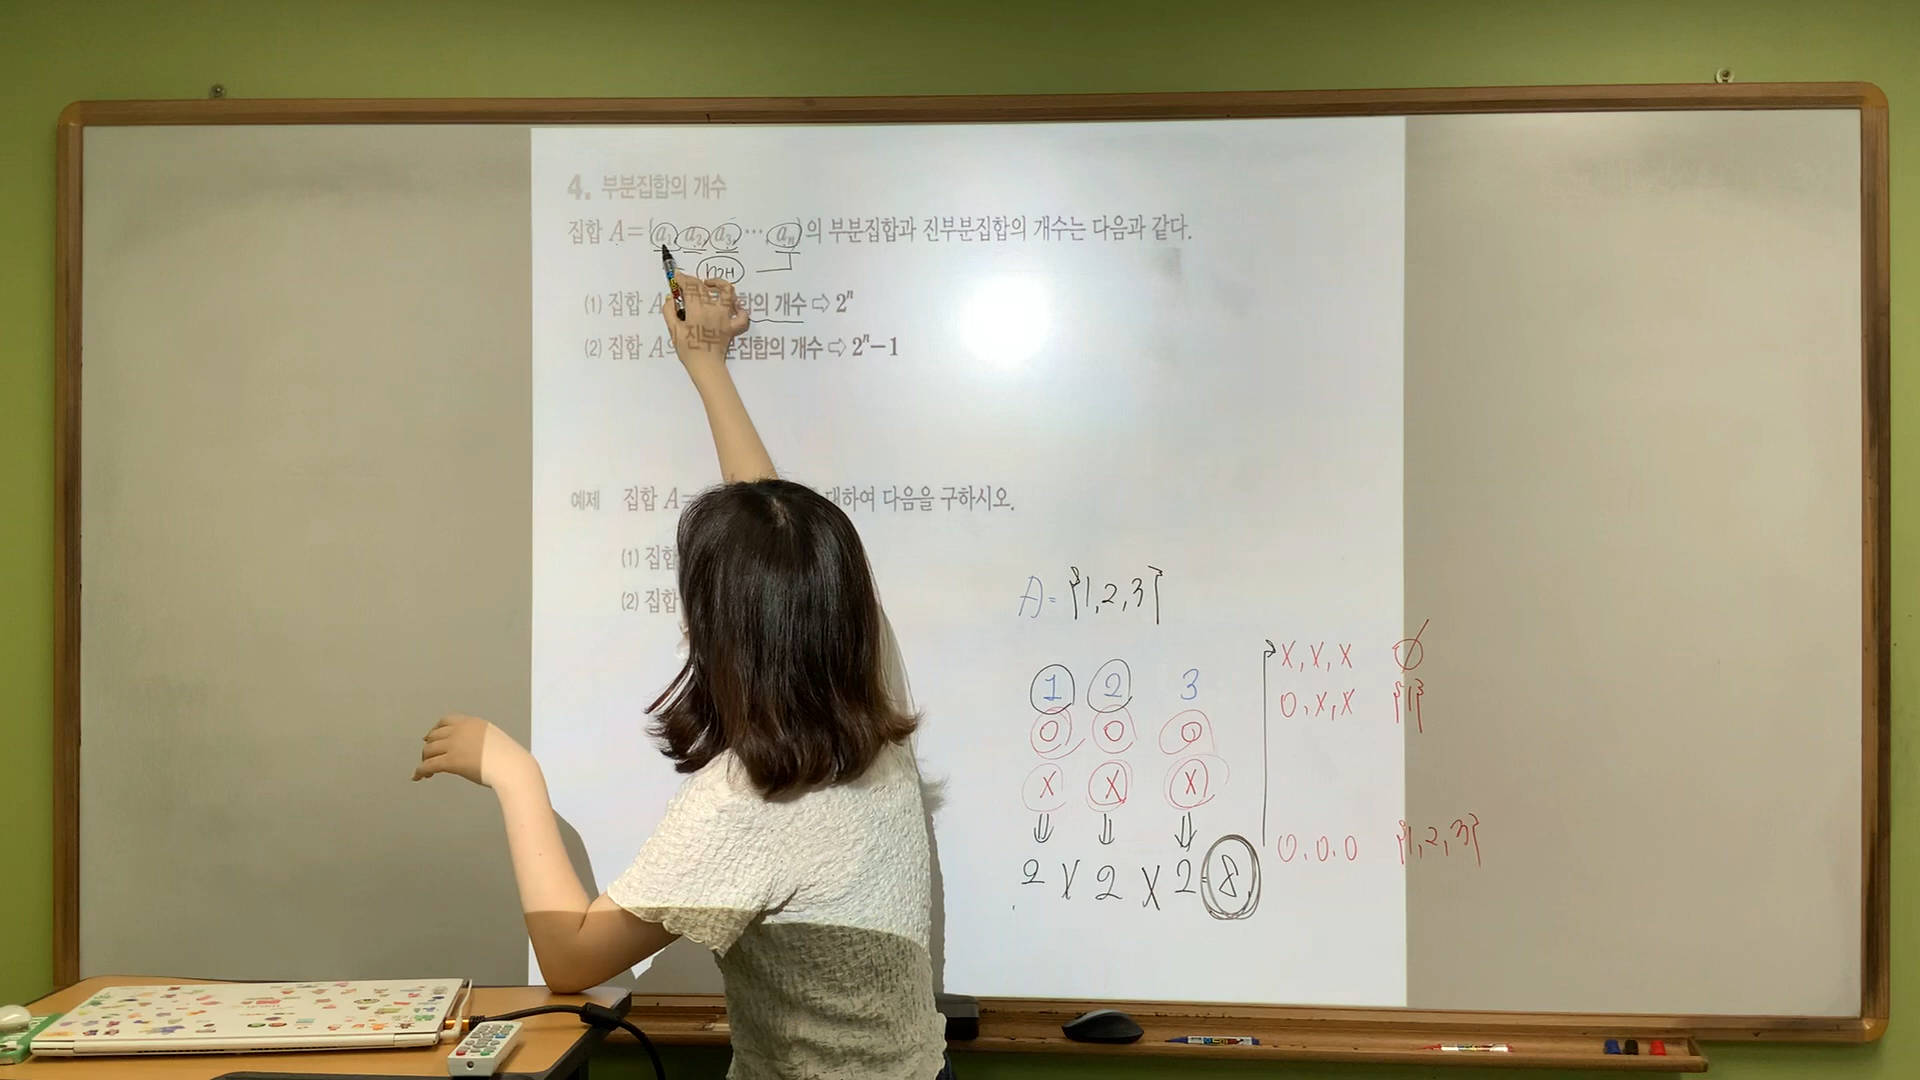 4. 부분집합의 개수
집합 A={a₁, a₂, a₃, ⋯, aₙ}의 부분집합과 진부분집합의 개수는 다음과 같다.
n개
(1) 집합 A의 부분집합의 개수 ⇨ 2ⁿ
(2) 집합 A의 진부분집합의 개수 ⇨ 2ⁿ−1
예제 집합 A= 대하여 다음을 구하시오.
(1) 집합
(2) 집합
A = {1, 2, 3}
1 2 3
O O O
X X X
⇓ ⇓ ⇓
2 X 2 X 2 = 8
X, X, X ∅
O, X, X {1}
O, O, O {1, 2, 3}